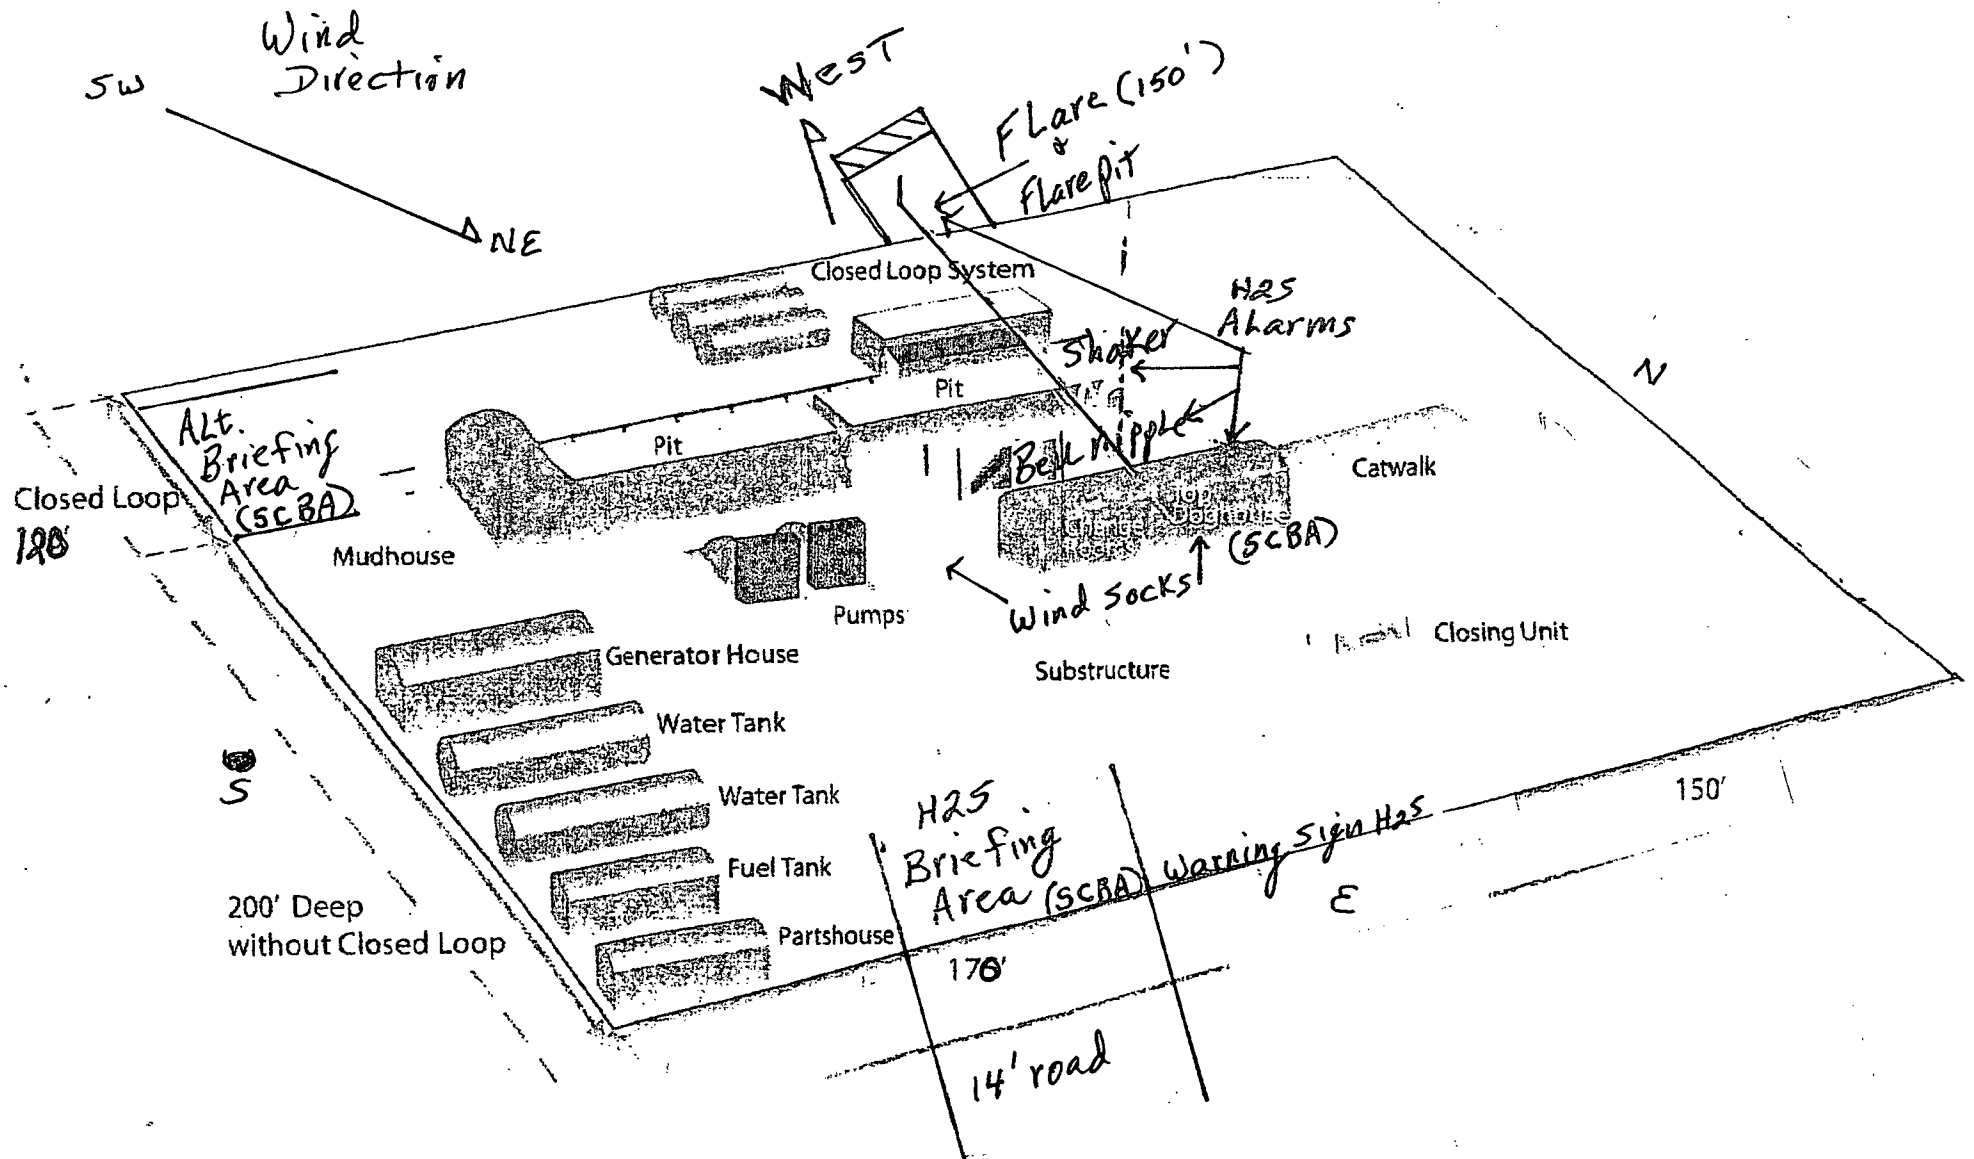 Wind
Direction
SW
NE
WEST
FLare (150')
&
Flare pit
Closed Loop System
H2S
ALarms
Shaker
N
Pit
Pit
Bell nipple
ALt.
Briefing
Area
(SCBA)
Closed Loop
Catwalk
Top
Doghouse
(SCBA)
Mudhouse
Pumps
Wind Socks
Closing Unit
Generator House
Substructure
Water Tank
S
Water Tank
H2S
Briefing
Area (SCBA)
Warning Sign H2S
150'
E
Fuel Tank
200' Deep
without Closed Loop
Partshouse
170'
14' road